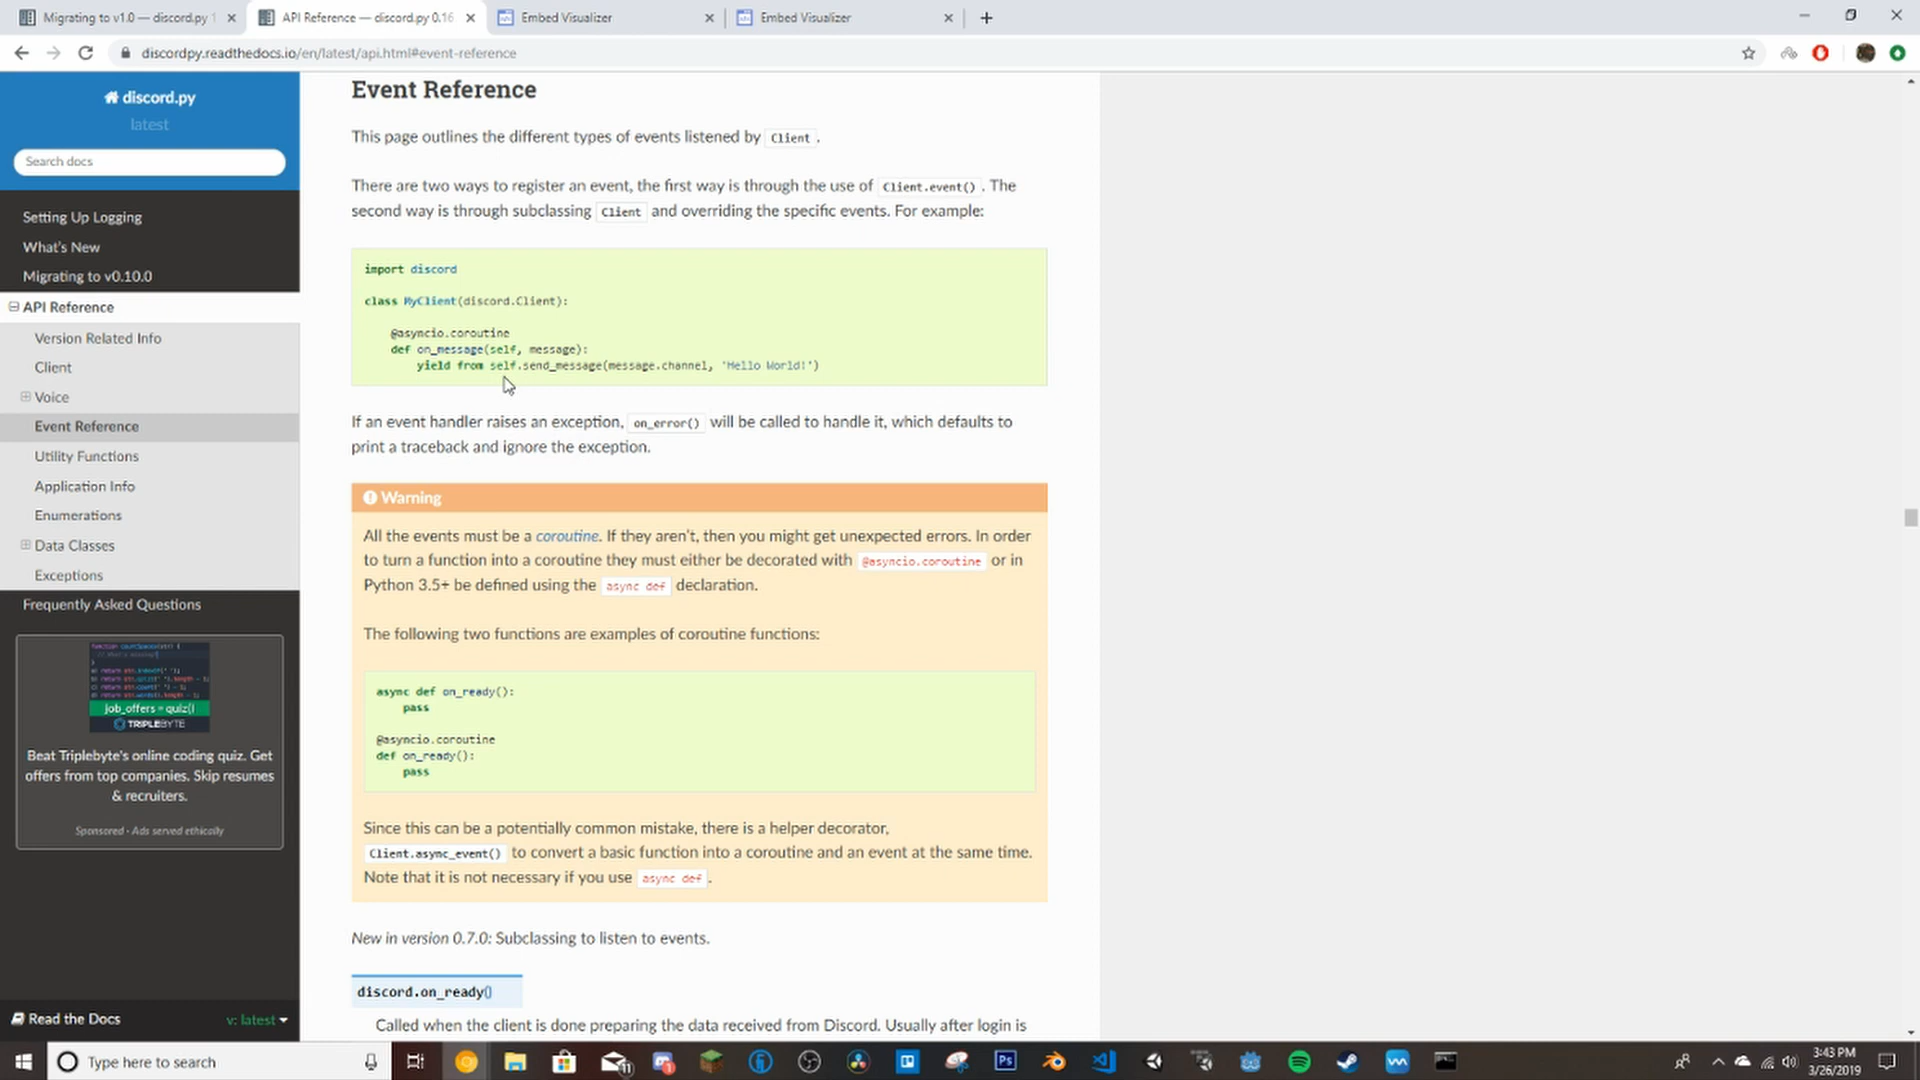 Migrating to v1.0 — discord.py 1
API Reference — discord.py 0.16
Embed Visualizer
Embed Visualizer
discordpy.readthedocs.io/en/latest/api.html#event-reference
discord.py
latest
Search docs
Setting Up Logging
What's New
Migrating to v0.10.0
API Reference
Version Related Info
Client
Voice
Event Reference
Utility Functions
Application Info
Enumerations
Data Classes
Exceptions
Frequently Asked Questions
job_offers = quiz(
TRIPLEBYTE
Beat Triplebyte's online coding quiz. Get
offers from top companies. Skip resumes
& recruiters.
Sponsored · Ads served ethically
Read the Docs
v: latest
Event Reference
This page outlines the different types of events listened by Client .
There are two ways to register an event, the first way is through the use of Client.event() . The
second way is through subclassing Client and overriding the specific events. For example:
import discord
class MyClient(discord.Client):
@asyncio.coroutine
def on_message(self, message):
yield from self.send_message(message.channel, 'Hello World!')
If an event handler raises an exception, on_error() will be called to handle it, which defaults to
print a traceback and ignore the exception.
Warning
All the events must be a coroutine. If they aren't, then you might get unexpected errors. In order
to turn a function into a coroutine they must either be decorated with @asyncio.coroutine or in
Python 3.5+ be defined using the async def declaration.
The following two functions are examples of coroutine functions:
async def on_ready():
pass
@asyncio.coroutine
def on_ready():
pass
Since this can be a potentially common mistake, there is a helper decorator,
Client.async_event() to convert a basic function into a coroutine and an event at the same time.
Note that it is not necessary if you use async def .
New in version 0.7.0: Subclassing to listen to events.
discord.on_ready()
Called when the client is done preparing the data received from Discord. Usually after login is
Type here to search
11
1
Ps
3:43 PM
3/26/2019